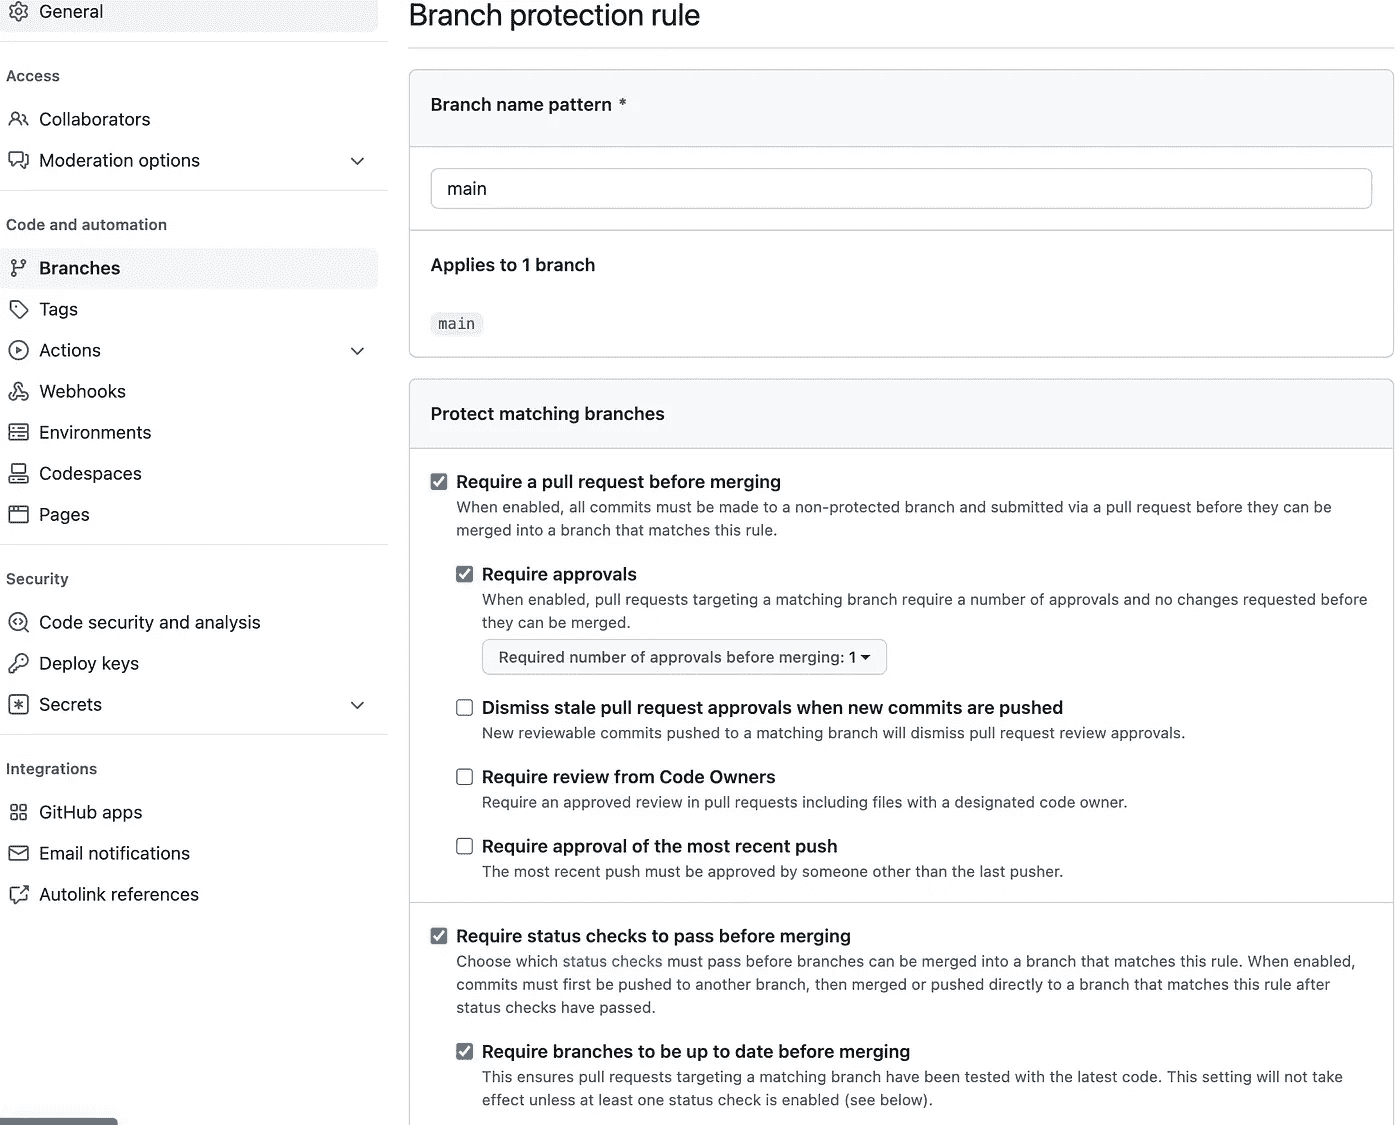 General
Access
Collaborators
Moderation options
Code and automation
Branches
Tags
Actions
Webhooks
Environments
Codespaces
Pages
Security
Code security and analysis
Deploy keys
Secrets
Integrations
GitHub apps
Email notifications
Autolink references
Branch protection rule
Branch name pattern *
main
Applies to 1 branch
main
Protect matching branches
Require a pull request before merging
When enabled, all commits must be made to a non-protected branch and submitted via a pull request before they can be
merged into a branch that matches this rule.
Require approvals
When enabled, pull requests targeting a matching branch require a number of approvals and no changes requested before
they can be merged.
Required number of approvals before merging: 1
Dismiss stale pull request approvals when new commits are pushed
New reviewable commits pushed to a matching branch will dismiss pull request review approvals.
Require review from Code Owners
Require an approved review in pull requests including files with a designated code owner.
Require approval of the most recent push
The most recent push must be approved by someone other than the last pusher.
Require status checks to pass before merging
Choose which status checks must pass before branches can be merged into a branch that matches this rule. When enabled,
commits must first be pushed to another branch, then merged or pushed directly to a branch that matches this rule after
status checks have passed.
Require branches to be up to date before merging
This ensures pull requests targeting a matching branch have been tested with the latest code. This setting will not take
effect unless at least one status check is enabled (see below).